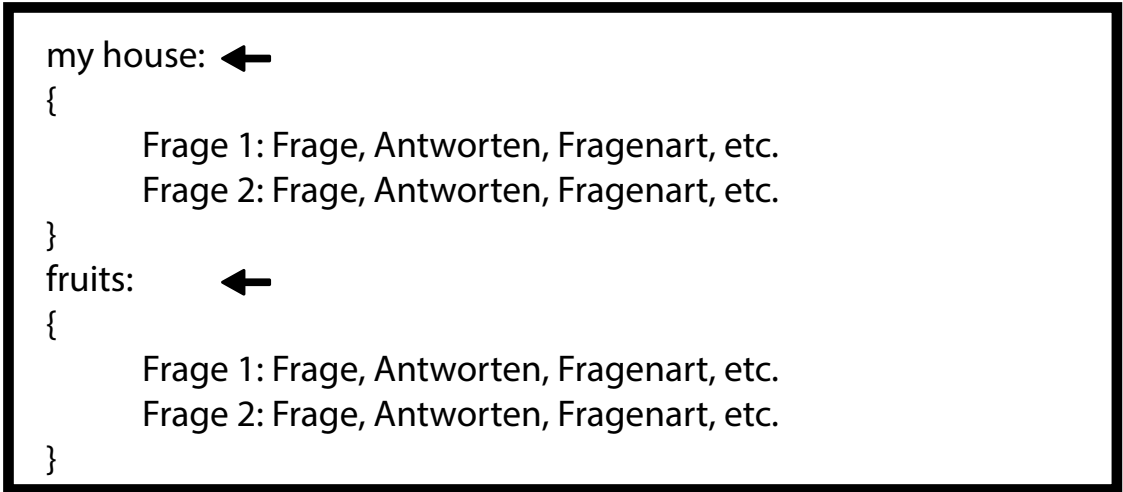 my house:
{
Frage 1: Frage, Antworten, Fragenart, etc.
Frage 2: Frage, Antworten, Fragenart, etc.
}
fruits:
{
Frage 1: Frage, Antworten, Fragenart, etc.
Frage 2: Frage, Antworten, Fragenart, etc.
}